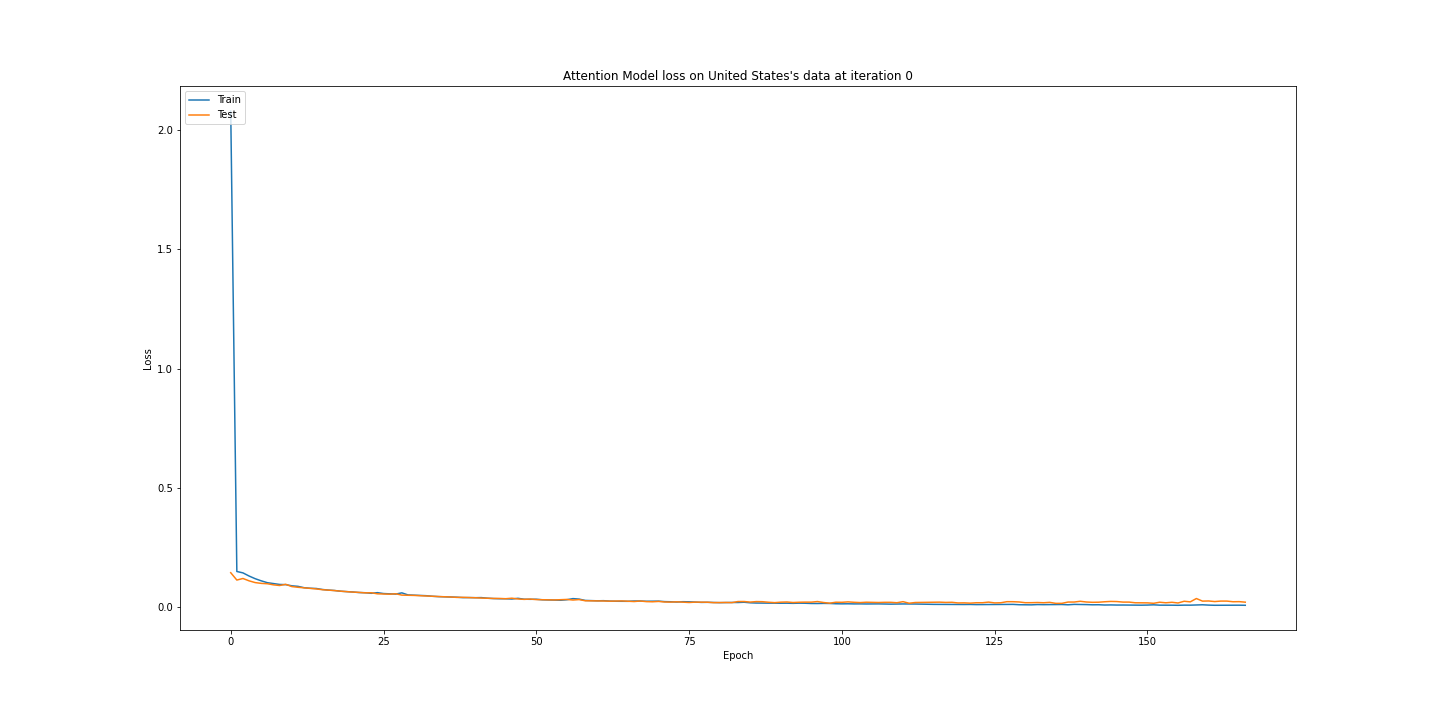 Attention Model loss on United States's data at iteration 0
Train
Test
2.0
1.5
1.0
0.5
0.0
Loss
0 25 50 75 100 125 150
Epoch